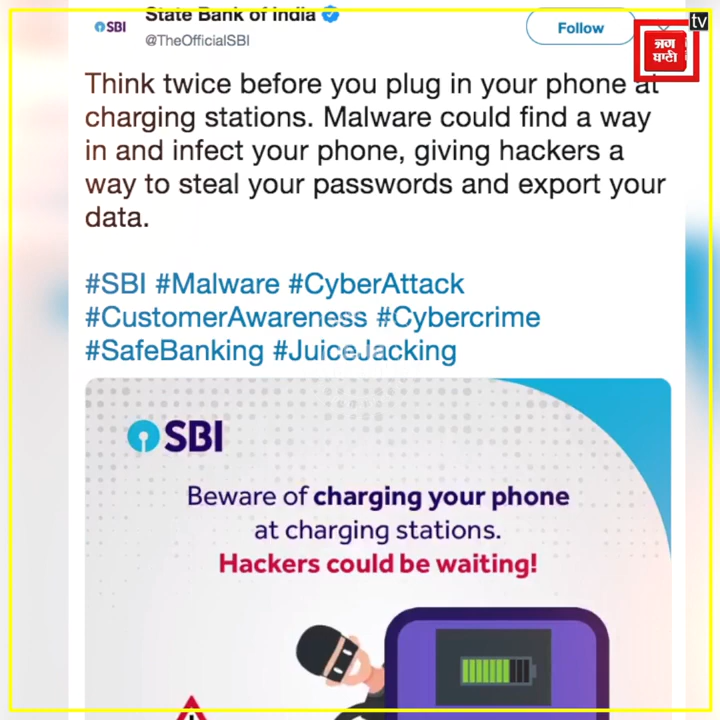 State Bank of India
SBI
@TheOfficialSBI
Follow
ਜਗ
ਬਾਣੀ
tv
Think twice before you plug in your phone at
charging stations. Malware could find a way
in and infect your phone, giving hackers a
way to steal your passwords and export your
data.
#SBI #Malware #CyberAttack
#CustomerAwareness #Cybercrime
#SafeBanking #JuiceJacking
SBI
Beware of charging your phone
at charging stations.
Hackers could be waiting!